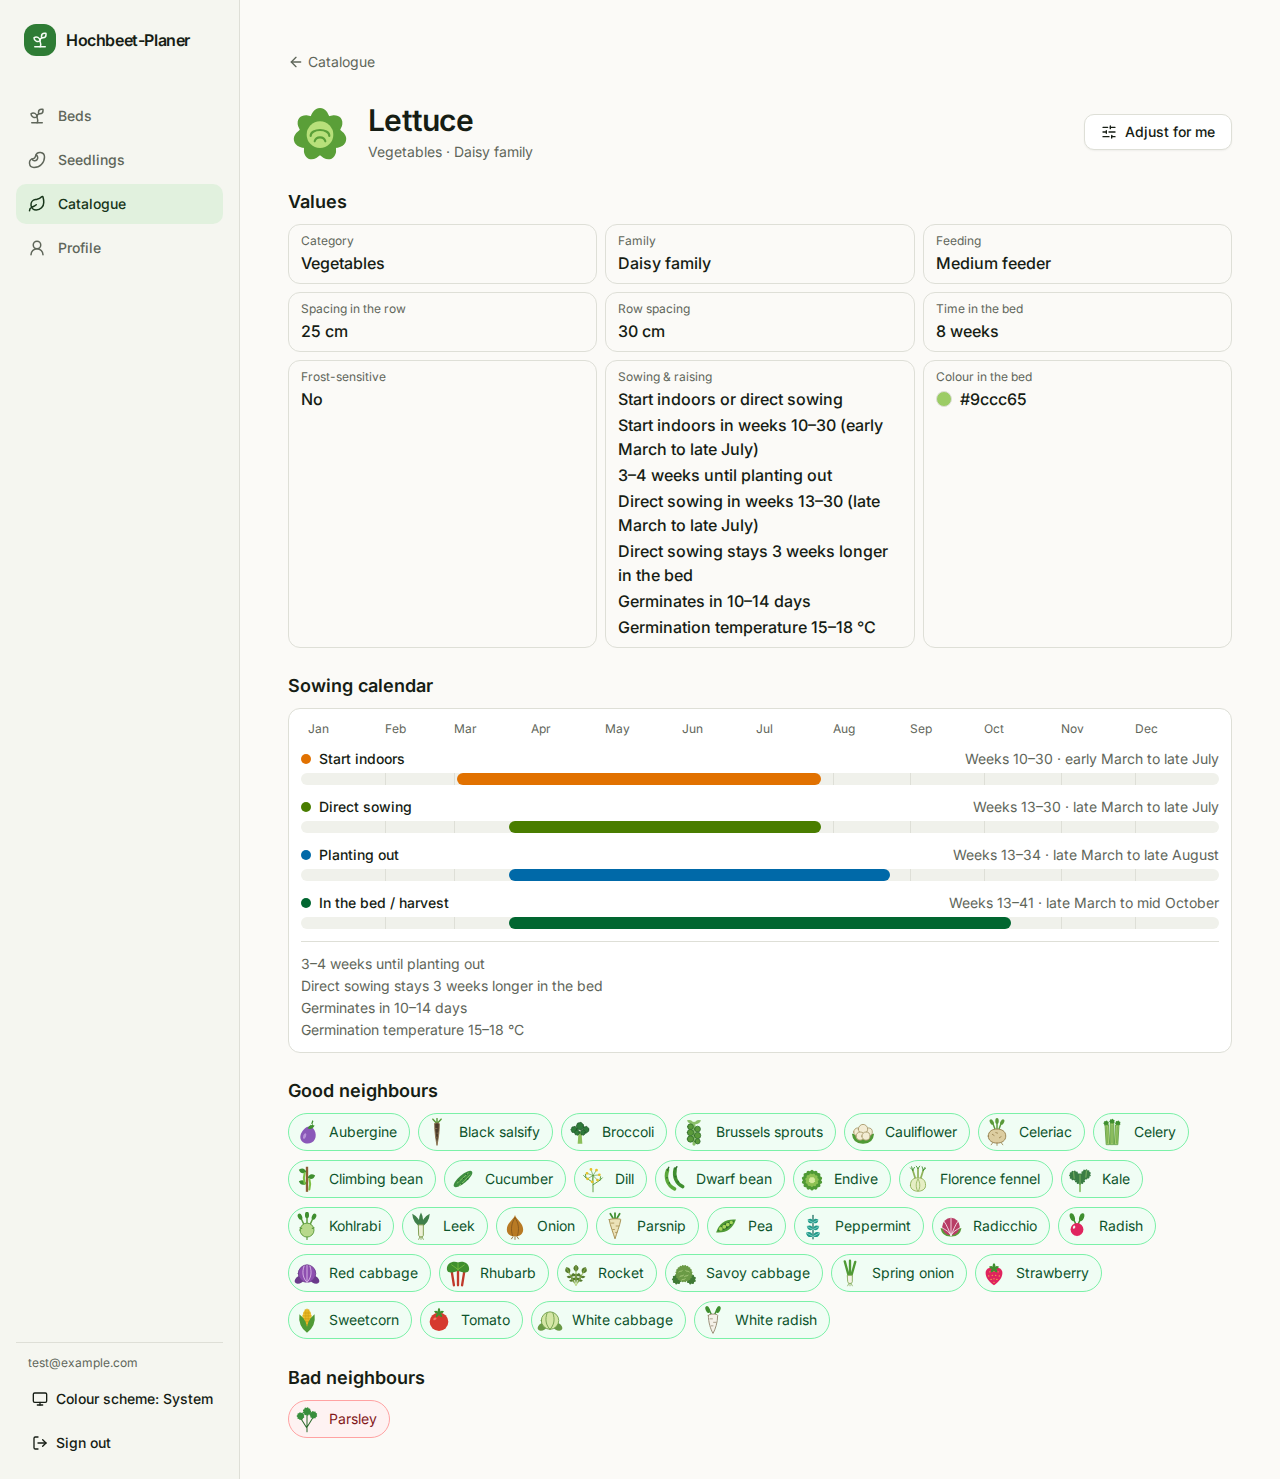 Hochbeet-Planer
Beds
Seedlings
Catalogue
Profile
test@example.com
Colour scheme: System
Sign out
Catalogue
Lettuce
Vegetables · Daisy family
Adjust for me
Values
Category
Vegetables
Family
Daisy family
Feeding
Medium feeder
Spacing in the row
25 cm
Row spacing
30 cm
Time in the bed
8 weeks
Frost-sensitive
No
Sowing & raising
Start indoors or direct sowing
Start indoors in weeks 10–30 (early
March to late July)
3–4 weeks until planting out
Direct sowing in weeks 13–30 (late
March to late July)
Direct sowing stays 3 weeks longer
in the bed
Germinates in 10–14 days
Germination temperature 15–18 °C
Colour in the bed
#9ccc65
Sowing calendar
Jan Feb Mar Apr May Jun Jul Aug Sep Oct Nov Dec
Start indoors Weeks 10–30 · early March to late July
Direct sowing Weeks 13–30 · late March to late July
Planting out Weeks 13–34 · late March to late August
In the bed / harvest Weeks 13–41 · late March to mid October
3–4 weeks until planting out
Direct sowing stays 3 weeks longer in the bed
Germinates in 10–14 days
Germination temperature 15–18 °C
Good neighbours
Aubergine Black salsify Broccoli Brussels sprouts Cauliflower Celeriac Celery
Climbing bean Cucumber Dill Dwarf bean Endive Florence fennel Kale
Kohlrabi Leek Onion Parsnip Pea Peppermint Radicchio Radish
Red cabbage Rhubarb Rocket Savoy cabbage Spring onion Strawberry
Sweetcorn Tomato White cabbage White radish
Bad neighbours
Parsley